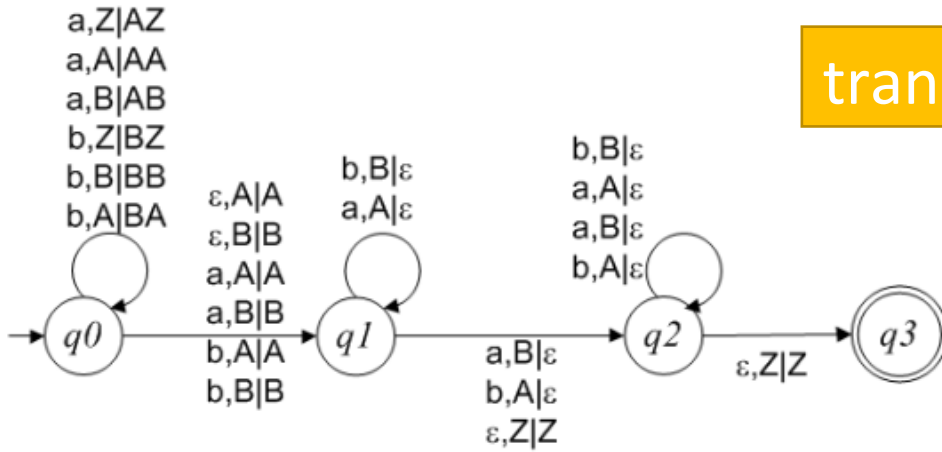 a,Z|AZ
a,A|AA
a,B|AB
b,Z|BZ
b,B|BB
b,A|BA
tran
ε,A|A
ε,B|B
a,A|A
a,B|B
b,A|A
b,B|B
b,B|ε
a,A|ε
b,B|ε
a,A|ε
a,B|ε
b,A|ε
q0
q1
q2
q3
a,B|ε
b,A|ε
ε,Z|Z
ε,Z|Z